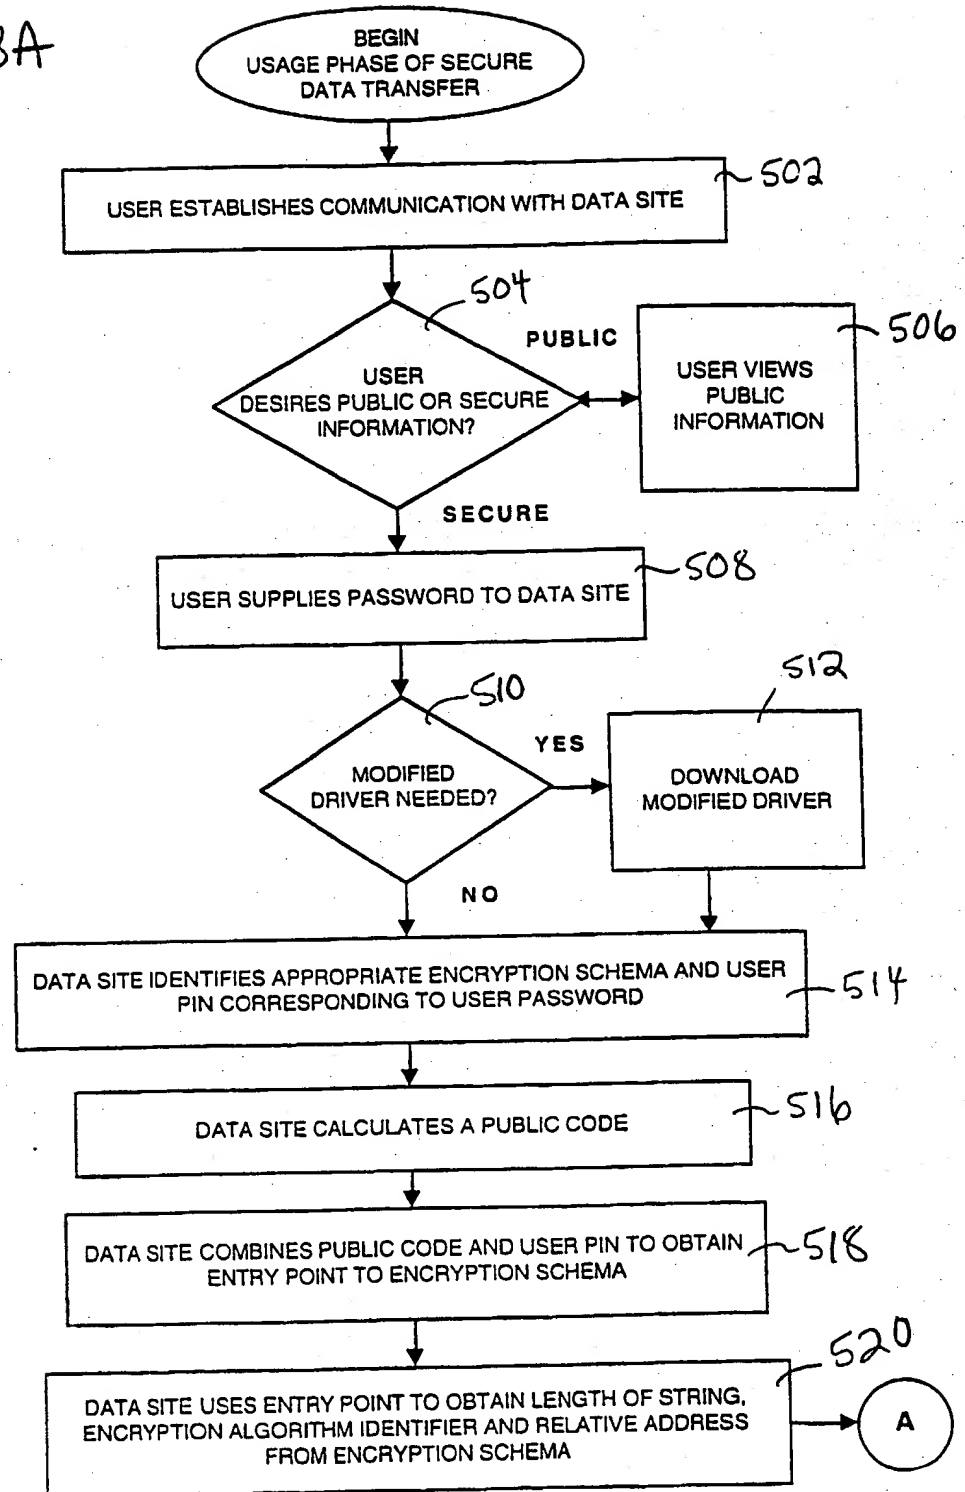 3A
BEGIN
USAGE PHASE OF SECURE
DATA TRANSFER
502
USER ESTABLISHES COMMUNICATION WITH DATA SITE
504
PUBLIC
506
USER
DESIRES PUBLIC OR SECURE
INFORMATION?
USER VIEWS
PUBLIC
INFORMATION
SECURE
508
USER SUPPLIES PASSWORD TO DATA SITE
510
512
YES
MODIFIED
DRIVER NEEDED?
DOWNLOAD
MODIFIED DRIVER
NO
DATA SITE IDENTIFIES APPROPRIATE ENCRYPTION SCHEMA AND USER
PIN CORRESPONDING TO USER PASSWORD
514
DATA SITE CALCULATES A PUBLIC CODE
516
DATA SITE COMBINES PUBLIC CODE AND USER PIN TO OBTAIN
ENTRY POINT TO ENCRYPTION SCHEMA
518
520
DATA SITE USES ENTRY POINT TO OBTAIN LENGTH OF STRING,
ENCRYPTION ALGORITHM IDENTIFIER AND RELATIVE ADDRESS
FROM ENCRYPTION SCHEMA
A